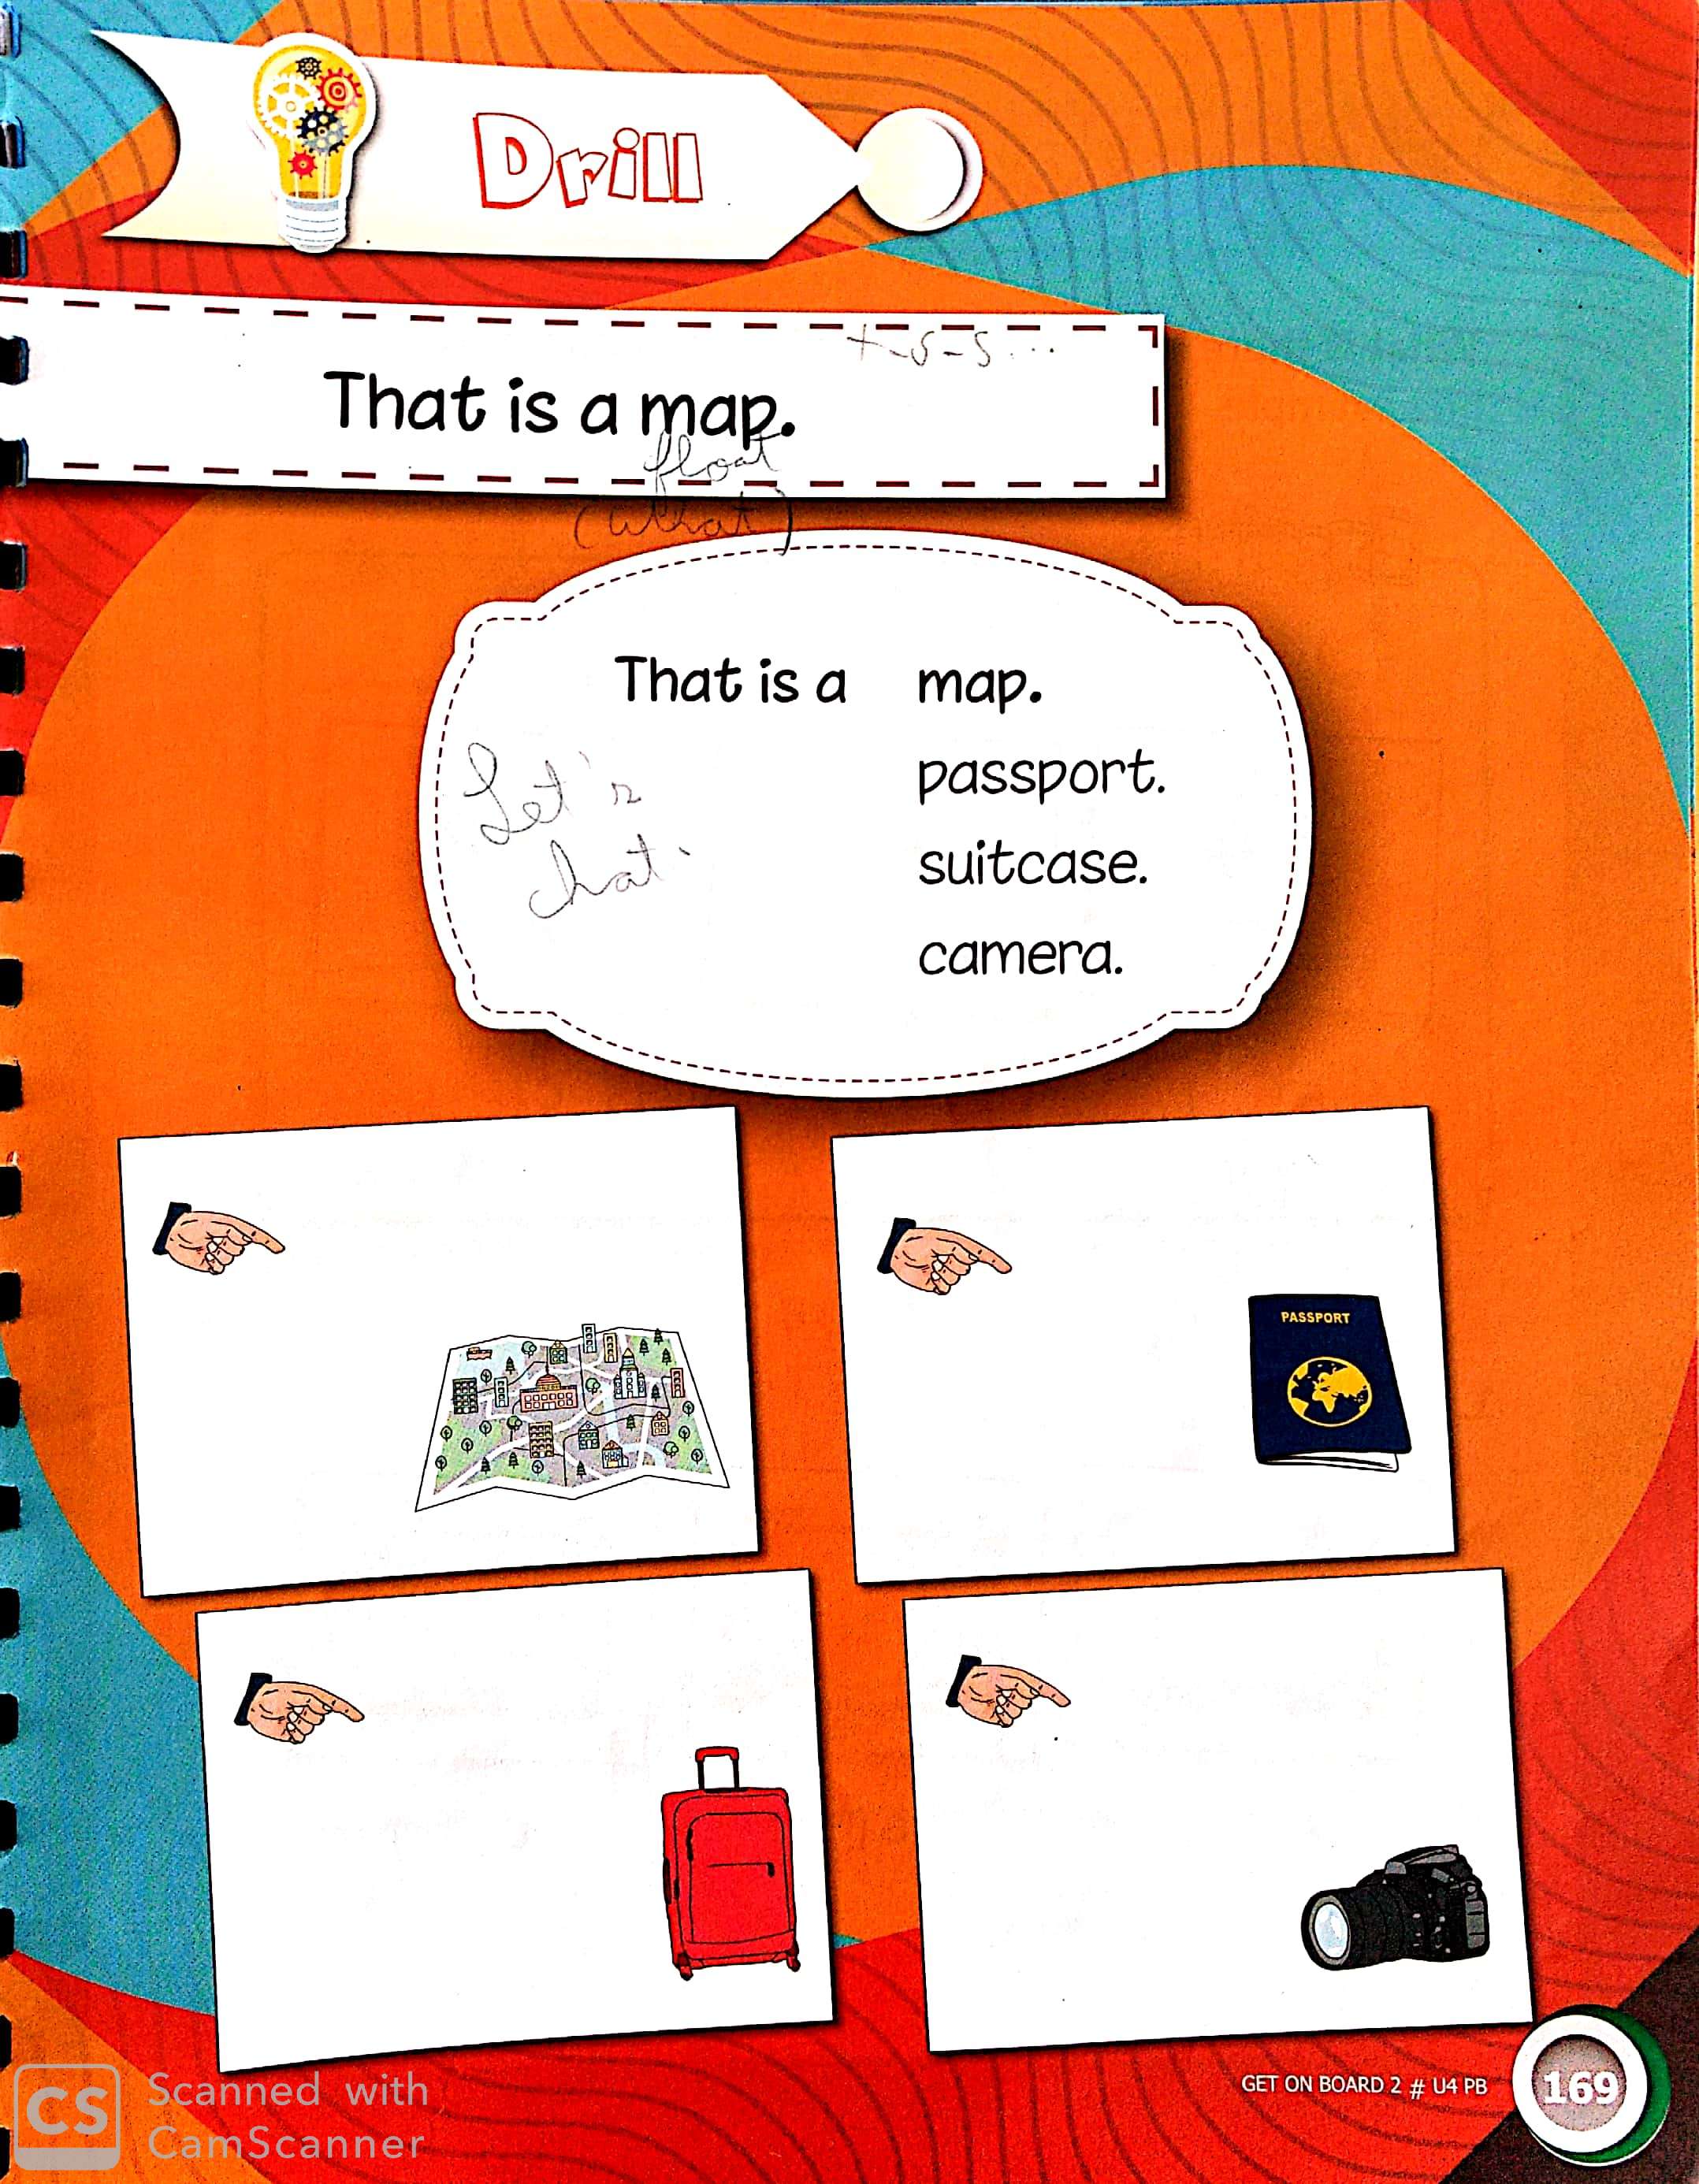 Drill
T-S-S...
That is a map.
float
(what)
That is a map.
passport.
suitcase.
camera.
Let's
chat.
PASSPORT
GET ON BOARD 2 # U4 PB
169
CS
Scanned with
CamScanner